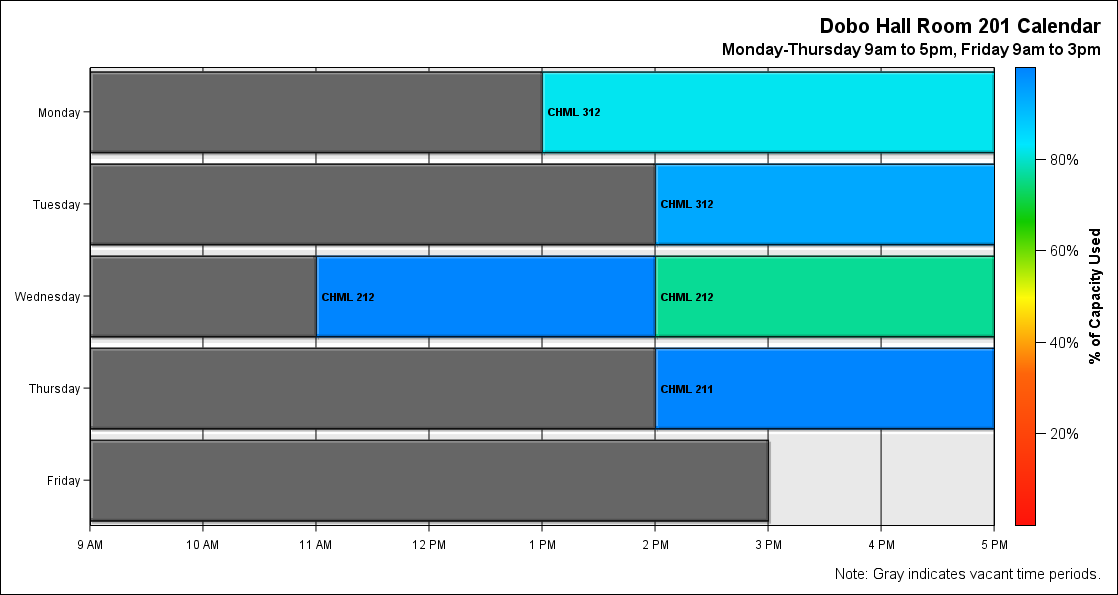 Dobo Hall Room 201 Calendar
Monday-Thursday 9am to 5pm, Friday 9am to 3pm
Monday
CHML 312
Tuesday
CHML 312
Wednesday
CHML 212
CHML 212
Thursday
CHML 211
Friday
9 AM
10 AM
11 AM
12 PM
1 PM
2 PM
3 PM
4 PM
5 PM
80%
60%
40%
20%
% of Capacity Used
Note: Gray indicates vacant time periods.